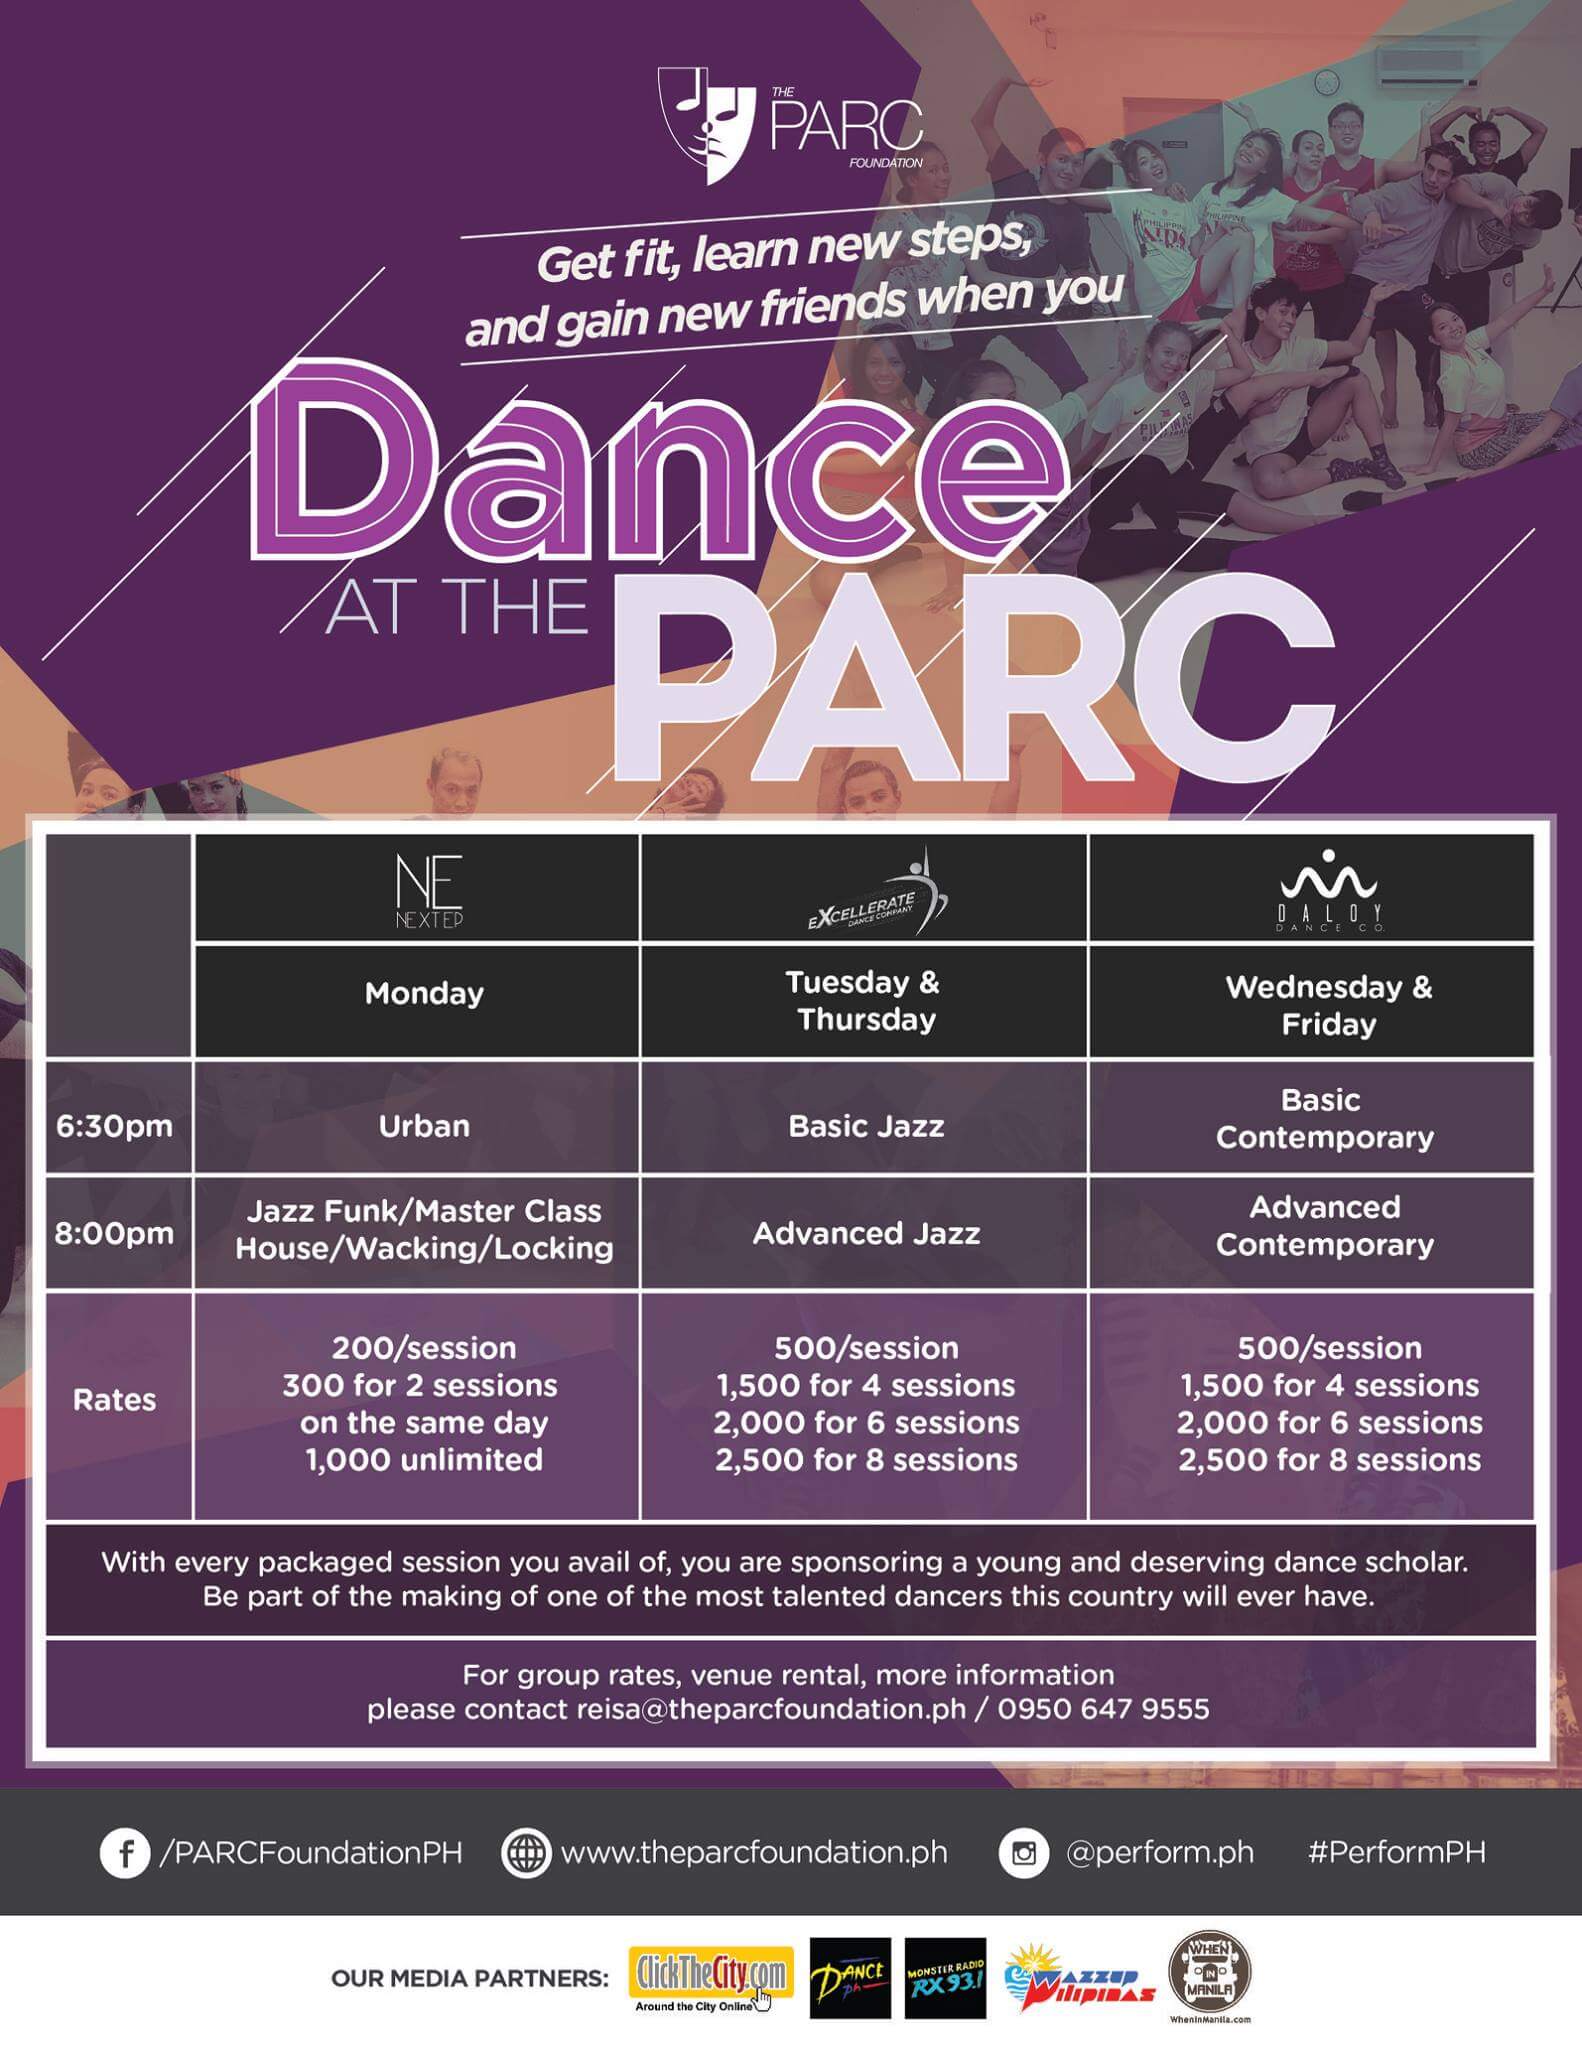 THE
PARC
FOUNDATION
Get fit, learn new steps,
and gain new friends when you
Dance
AT THE PARC
NE
NEXTEP
EXCELLERATE
DANCE COMPANY
DALOY
DANCE CO.
Monday
Tuesday &
Thursday
Wednesday &
Friday
6:30pm
Urban
Basic Jazz
Basic
Contemporary
8:00pm
Jazz Funk/Master Class
House/Wacking/Locking
Advanced Jazz
Advanced
Contemporary
Rates
200/session
300 for 2 sessions
on the same day
1,000 unlimited
500/session
1,500 for 4 sessions
2,000 for 6 sessions
2,500 for 8 sessions
500/session
1,500 for 4 sessions
2,000 for 6 sessions
2,500 for 8 sessions
With every packaged session you avail of, you are sponsoring a young and deserving dance scholar.
Be part of the making of one of the most talented dancers this country will ever have.
For group rates, venue rental, more information
please contact reisa@theparcfoundation.ph / 0950 647 9555
/PARCFoundationPH
www.theparcfoundation.ph
@perform.ph
#PerformPH
OUR MEDIA PARTNERS:
ClickTheCity.com
Around the City Online
DANCE
ph
MONSTER RADIO
RX 93.1
WAZZUP
PILIPINAS
WHEN
IN
MANILA
WhenInManila.com